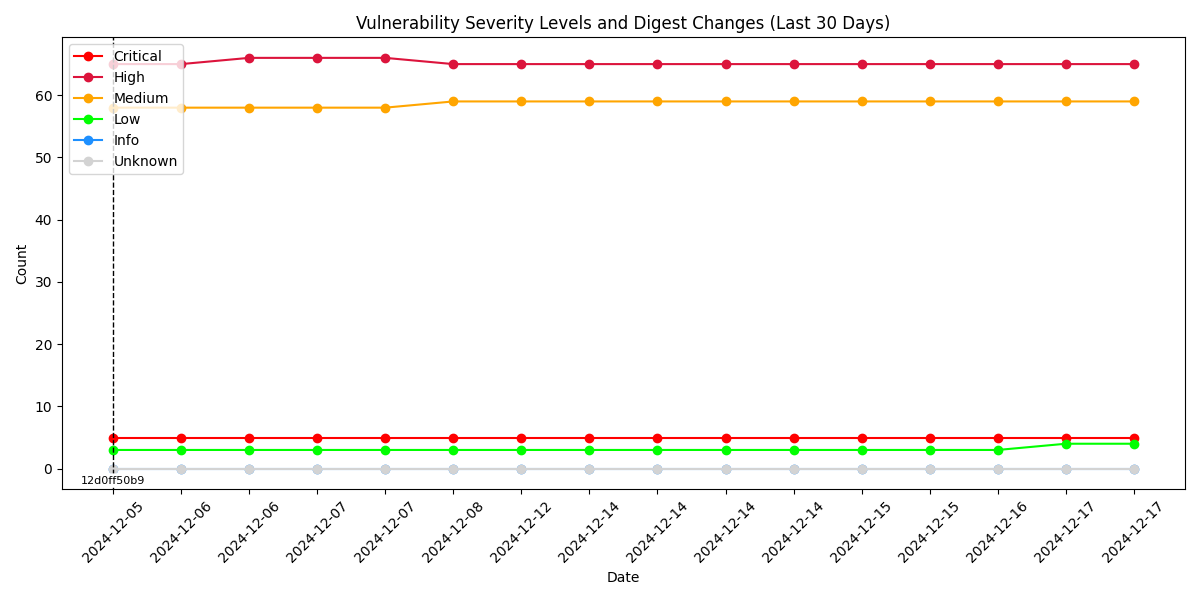 Vulnerability Severity Levels and Digest Changes (Last 30 Days)
Critical
High
Medium
Low
Info
Unknown
Count
60
50
40
30
20
10
0
12d0ff50b9
2024-12-05
2024-12-06
2024-12-06
2024-12-07
2024-12-07
2024-12-08
2024-12-12
2024-12-14
2024-12-14
2024-12-14
2024-12-14
2024-12-15
2024-12-15
2024-12-16
2024-12-17
2024-12-17
Date